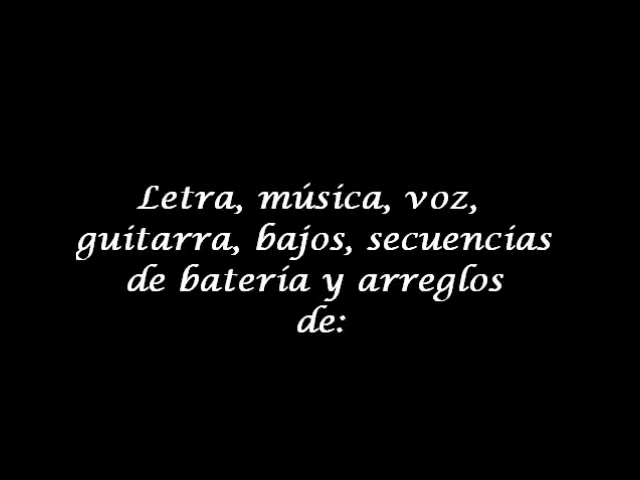 Letra, música, voz,
guitarra, bajos, secuencias
de batería y arreglos
de: